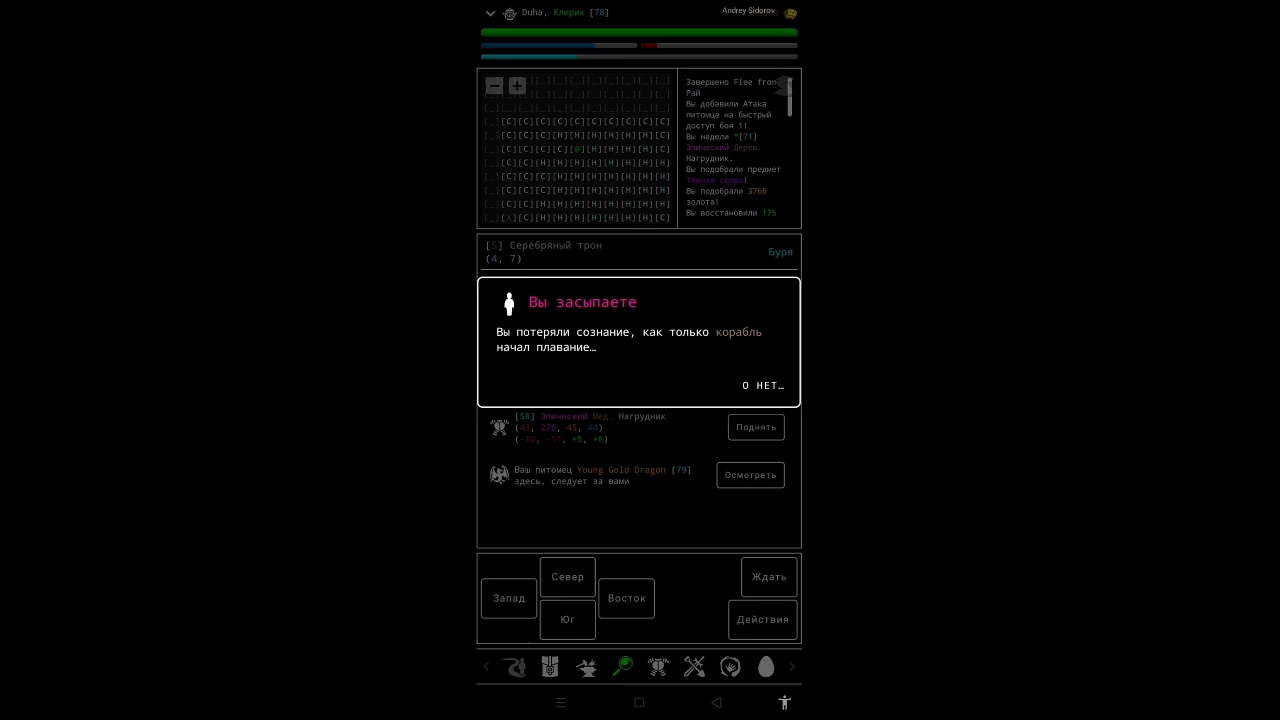 Duha, Клирик [78]
Andrey Sidorov
Завершено Flee from
Рай
Вы добавили Атака
питомца на быстрый
доступ боя 1!
Вы надели *[71]
Эпический Дерев.
Нагрудник.
Вы подобрали предмет
Тёмная сфера!
Вы подобрали 3766
золота!
Вы восстановили 175
[_][_][_][_][_][_][_][_][_][_][_]
[_][_][_][_][_][_][_][_][_][_][_]
[_][_][_][_][_][_][_][_][_][_][_]
[_][C][C][C][C][C][C][C][C][C][C]
[_][C][C][C][C][H][H][H][H][H][C]
[_][C][C][C][C][@][H][H][H][H][C]
[_][C][C][H][H][H][H][H][H][H][H]
[_][C][C][C][H][H][H][H][H][H][H]
[_][C][C][C][H][H][H][H][H][H][H]
[_][C][C][H][H][H][H][H][H][H][H]
[_][X][C][H][H][H][H][H][H][H][C]
[S] Серебряный трон
(4, 7)
Буря
Вы засыпаете
Вы потеряли сознание, как только корабль
начал плавание…
О НЕТ…
[58] Эпический Мед. Нагрудник
(43, 270, 45, 44)
(-12, -11, +5, +6)
Поднять
Ваш питомец Young Gold Dragon [79]
здесь, следует за вами
Осмотреть
Север
Ждать
Запад
Восток
Юг
Действия